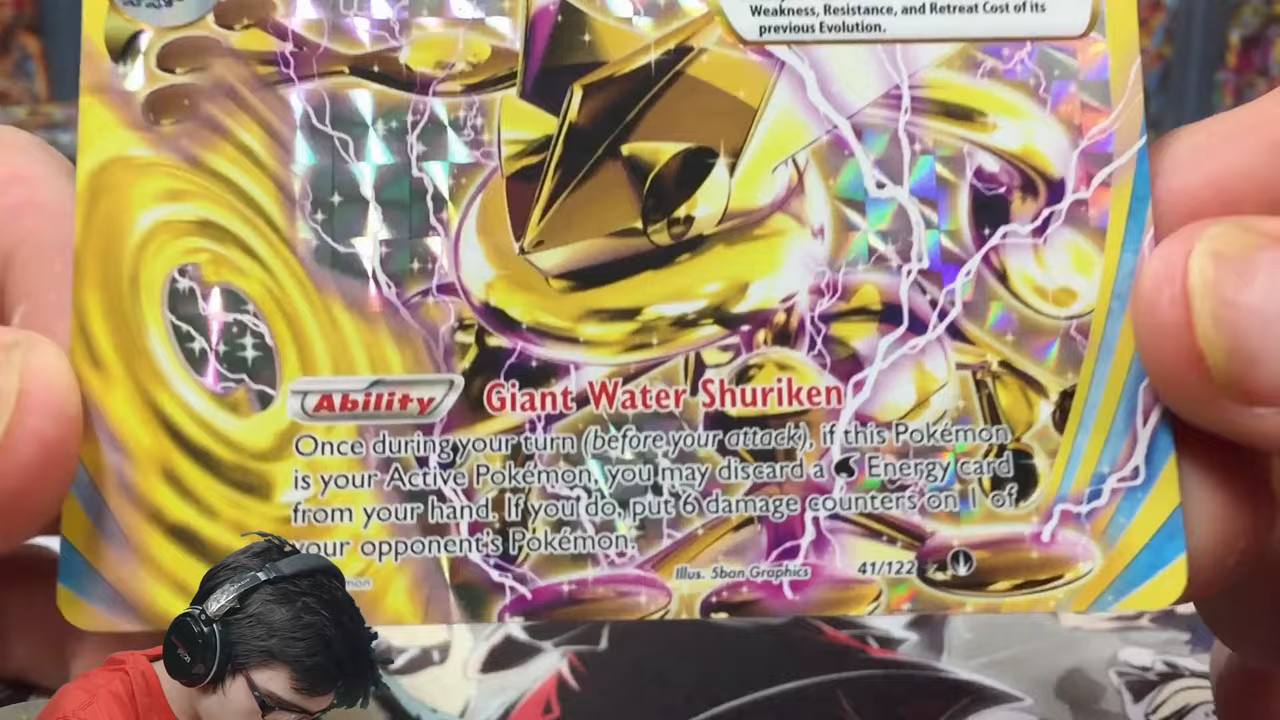 Weakness, Resistance, and Retreat Cost of its
previous Evolution.
Ability Giant Water Shuriken
Once during your turn (before your attack), if this Pokémon
is your Active Pokémon, you may discard a Energy card
from your hand. If you do, put 6 damage counters on 1 of
your opponent's Pokémon.
Illus. 5ban Graphics 41/122